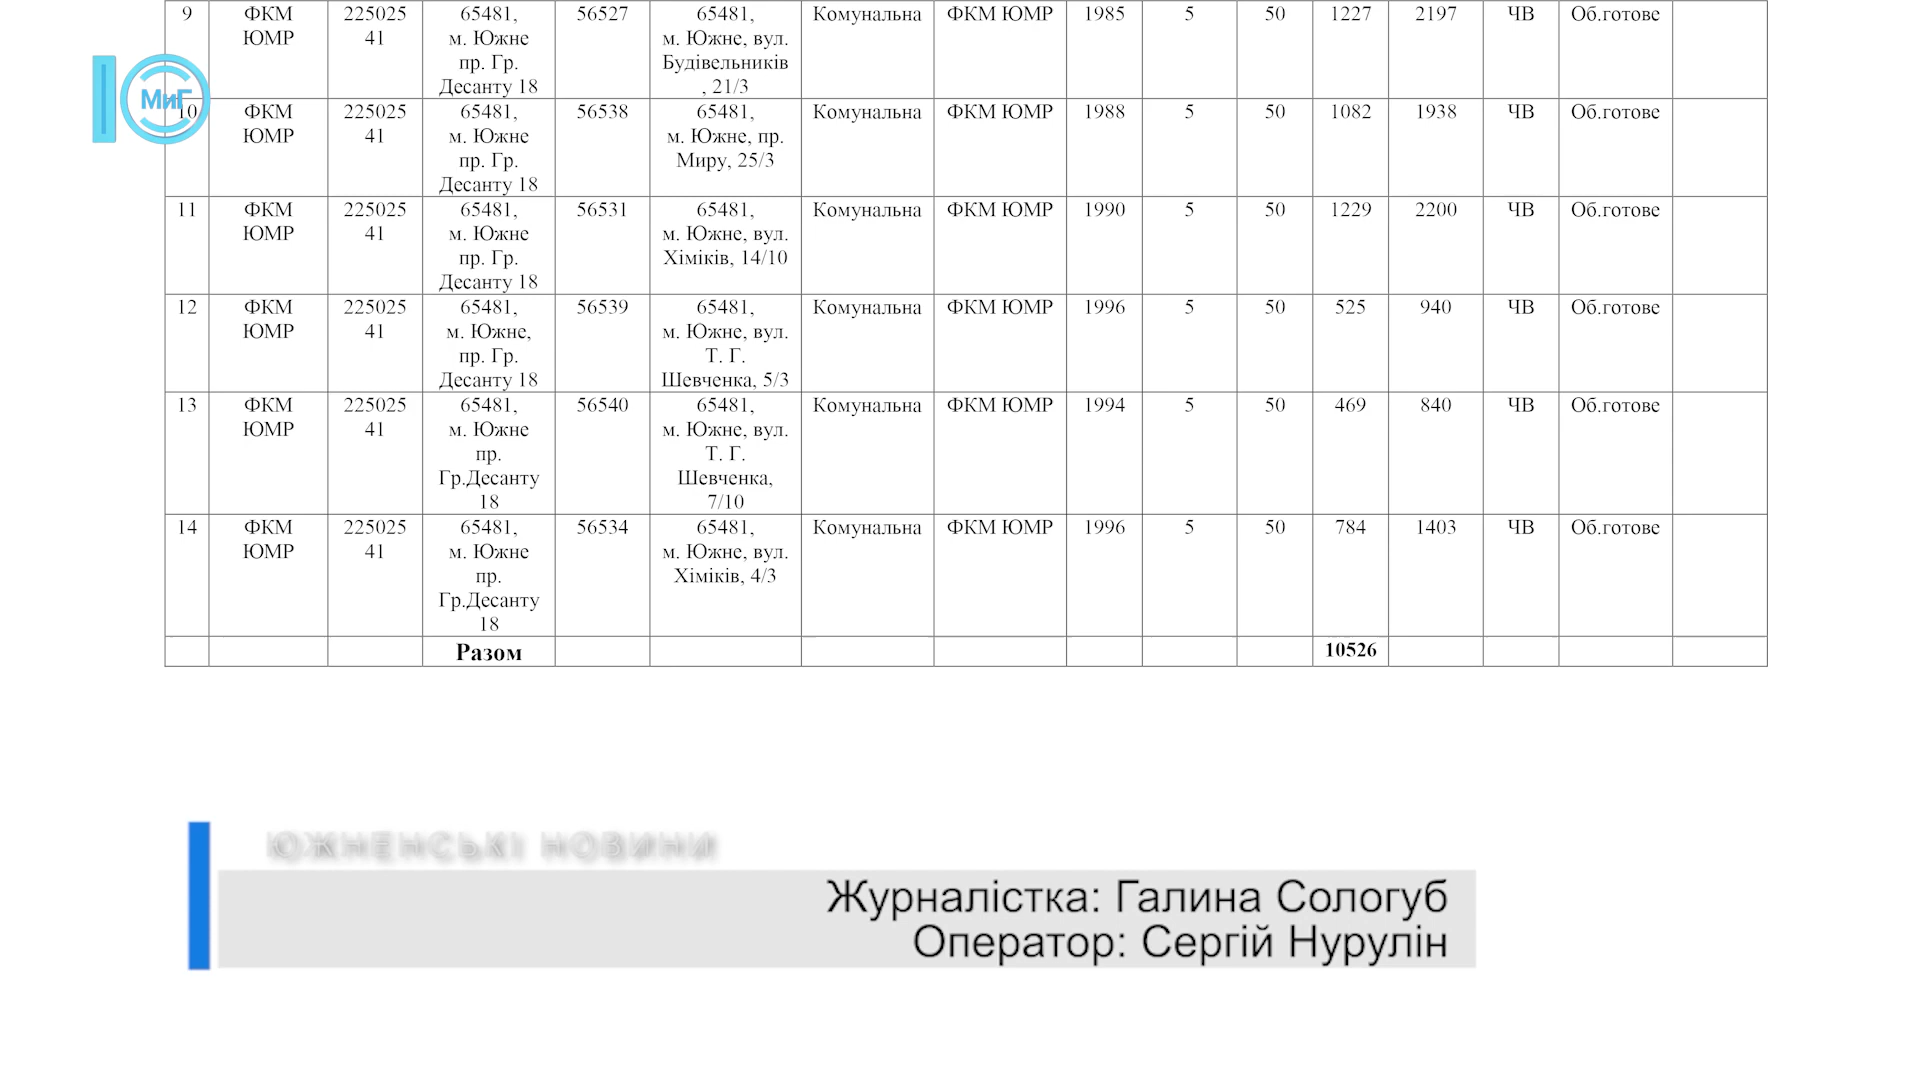 9 ФКМ ЮМР 225025 41 65481, м. Южне пр. Гр. Десанту 18 56527 65481, м. Южне, вул. Будівельників , 21/3 Комунальна ФКМ ЮМР 1985 5 50 1227 2197 ЧВ Об.готове
10 ФКМ ЮМР 225025 41 65481, м. Южне пр. Гр. Десанту 18 56538 65481, м. Южне, пр. Миру, 25/3 Комунальна ФКМ ЮМР 1988 5 50 1082 1938 ЧВ Об.готове
11 ФКМ ЮМР 225025 41 65481, м. Южне пр. Гр. Десанту 18 56531 65481, м. Южне, вул. Хіміків, 14/10 Комунальна ФКМ ЮМР 1990 5 50 1229 2200 ЧВ Об.готове
12 ФКМ ЮМР 225025 41 65481, м. Южне, пр. Гр. Десанту 18 56539 65481, м. Южне, вул. Т. Г. Шевченка, 5/3 Комунальна ФКМ ЮМР 1996 5 50 525 940 ЧВ Об.готове
13 ФКМ ЮМР 225025 41 65481, м. Южне пр. Гр.Десанту 18 56540 65481, м. Южне, вул. Т. Г. Шевченка, 7/10 Комунальна ФКМ ЮМР 1994 5 50 469 840 ЧВ Об.готове
14 ФКМ ЮМР 225025 41 65481, м. Южне пр. Гр.Десанту 18 56534 65481, м. Южне, вул. Хіміків, 4/3 Комунальна ФКМ ЮМР 1996 5 50 784 1403 ЧВ Об.готове
Разом 10526
МиГ
ЮЖНЕНСЬКІ НОВИНИ
Журналістка: Галина Сологуб
Оператор: Сергій Нурулін